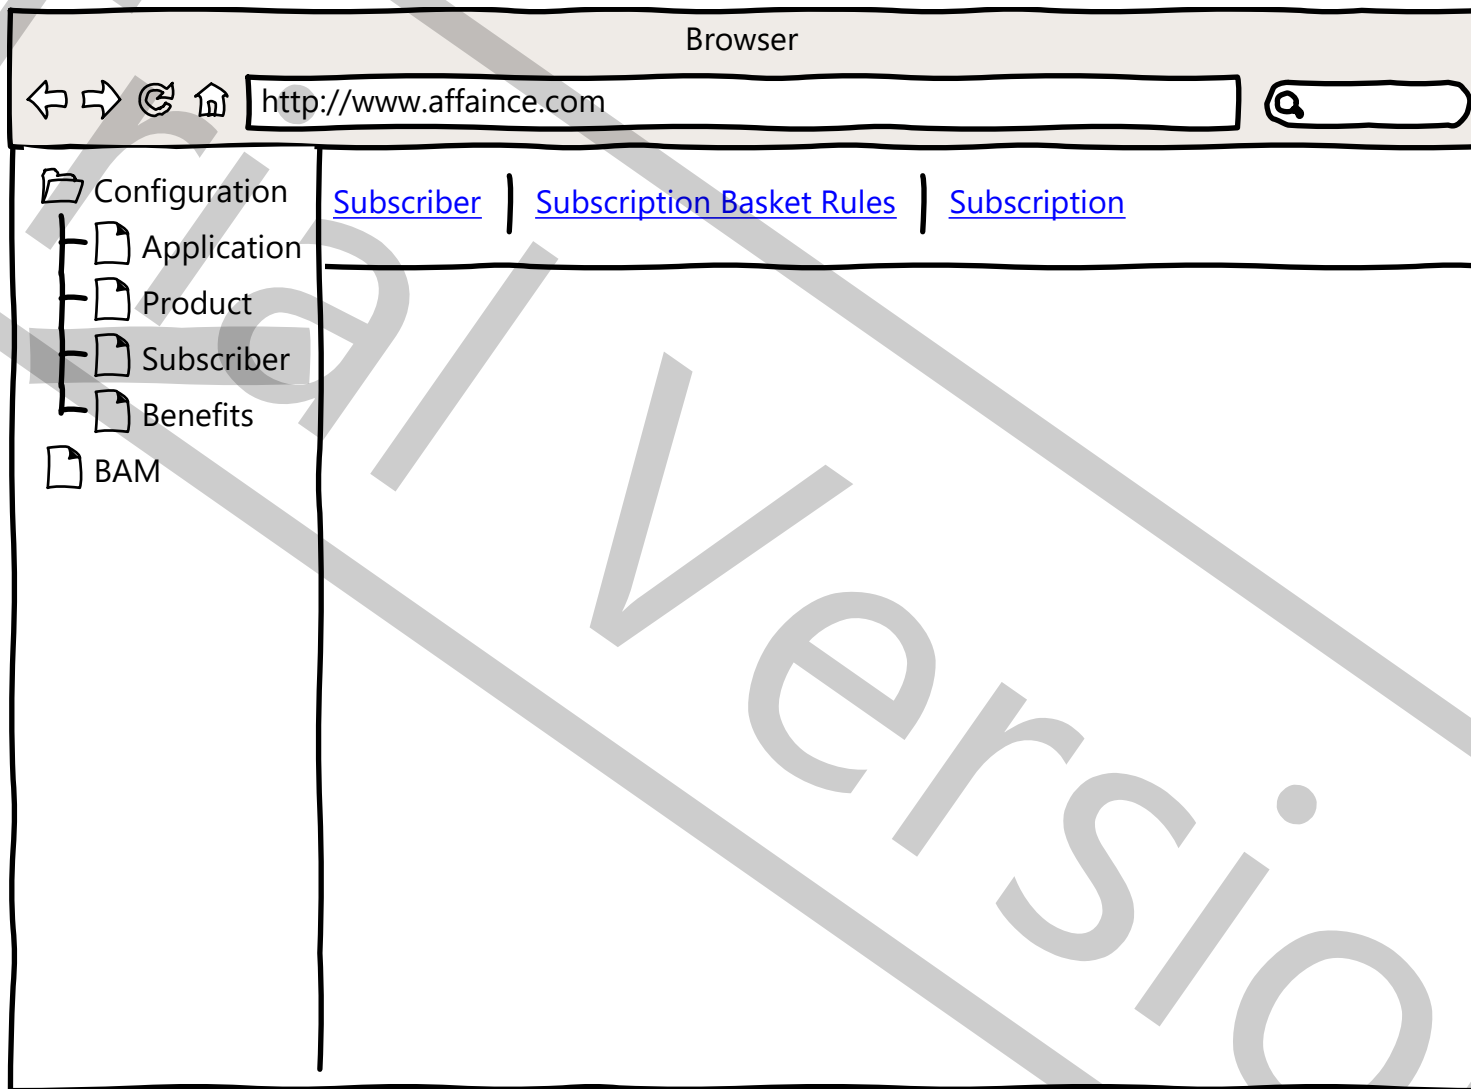 Browser
http://www.affaince.com
Configuration
Application
Product
Subscriber
Benefits
BAM
Subscriber
Subscription Basket Rules
Subscription
rial Versio